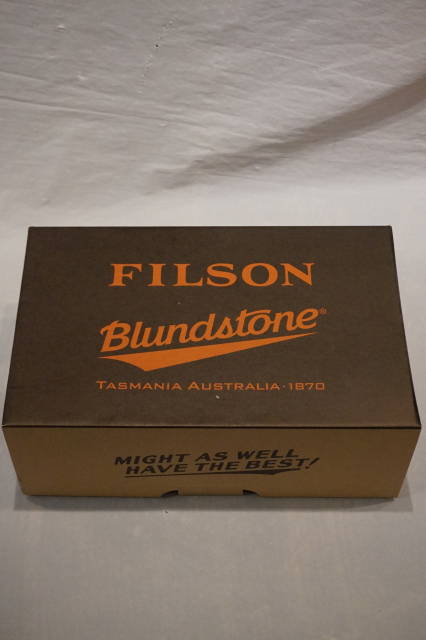 FILSON
Blundstone®
TASMANIA AUSTRALIA · 1870
MIGHT AS WELL
HAVE THE BEST!